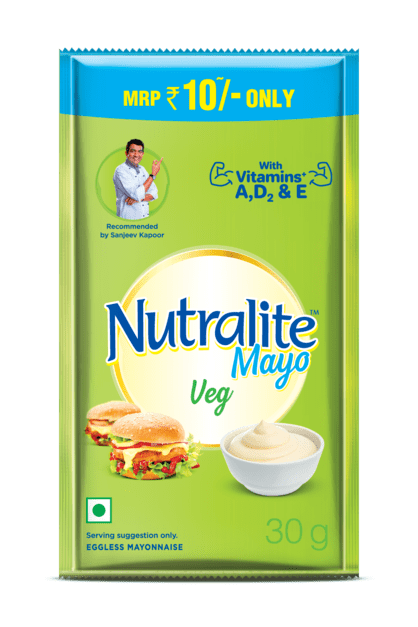 MRP ₹ 10/- ONLY
With
Vitamins+
A,D₂ & E
Recommended
by Sanjeev Kapoor
Nutralite™
Mayo
Veg
Serving suggestion only.
EGGLESS MAYONNAISE
30 g